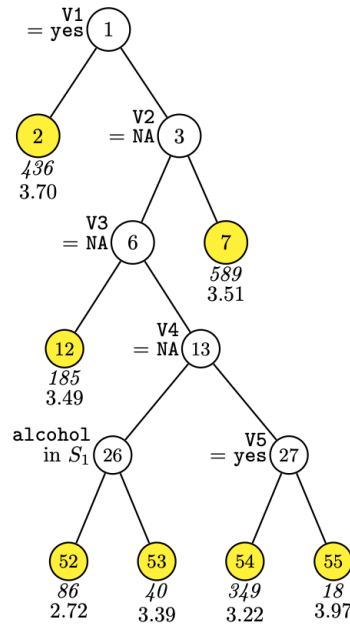 V1
= yes 1
2
436
3.70
V2
= NA 3
V3
= NA 6
7
589
3.51
12
185
3.49
V4
= NA 13
alcohol
in S₁ 26
V5
= yes 27
52 53 54 55
86 40 349 18
2.72 3.39 3.22 3.97